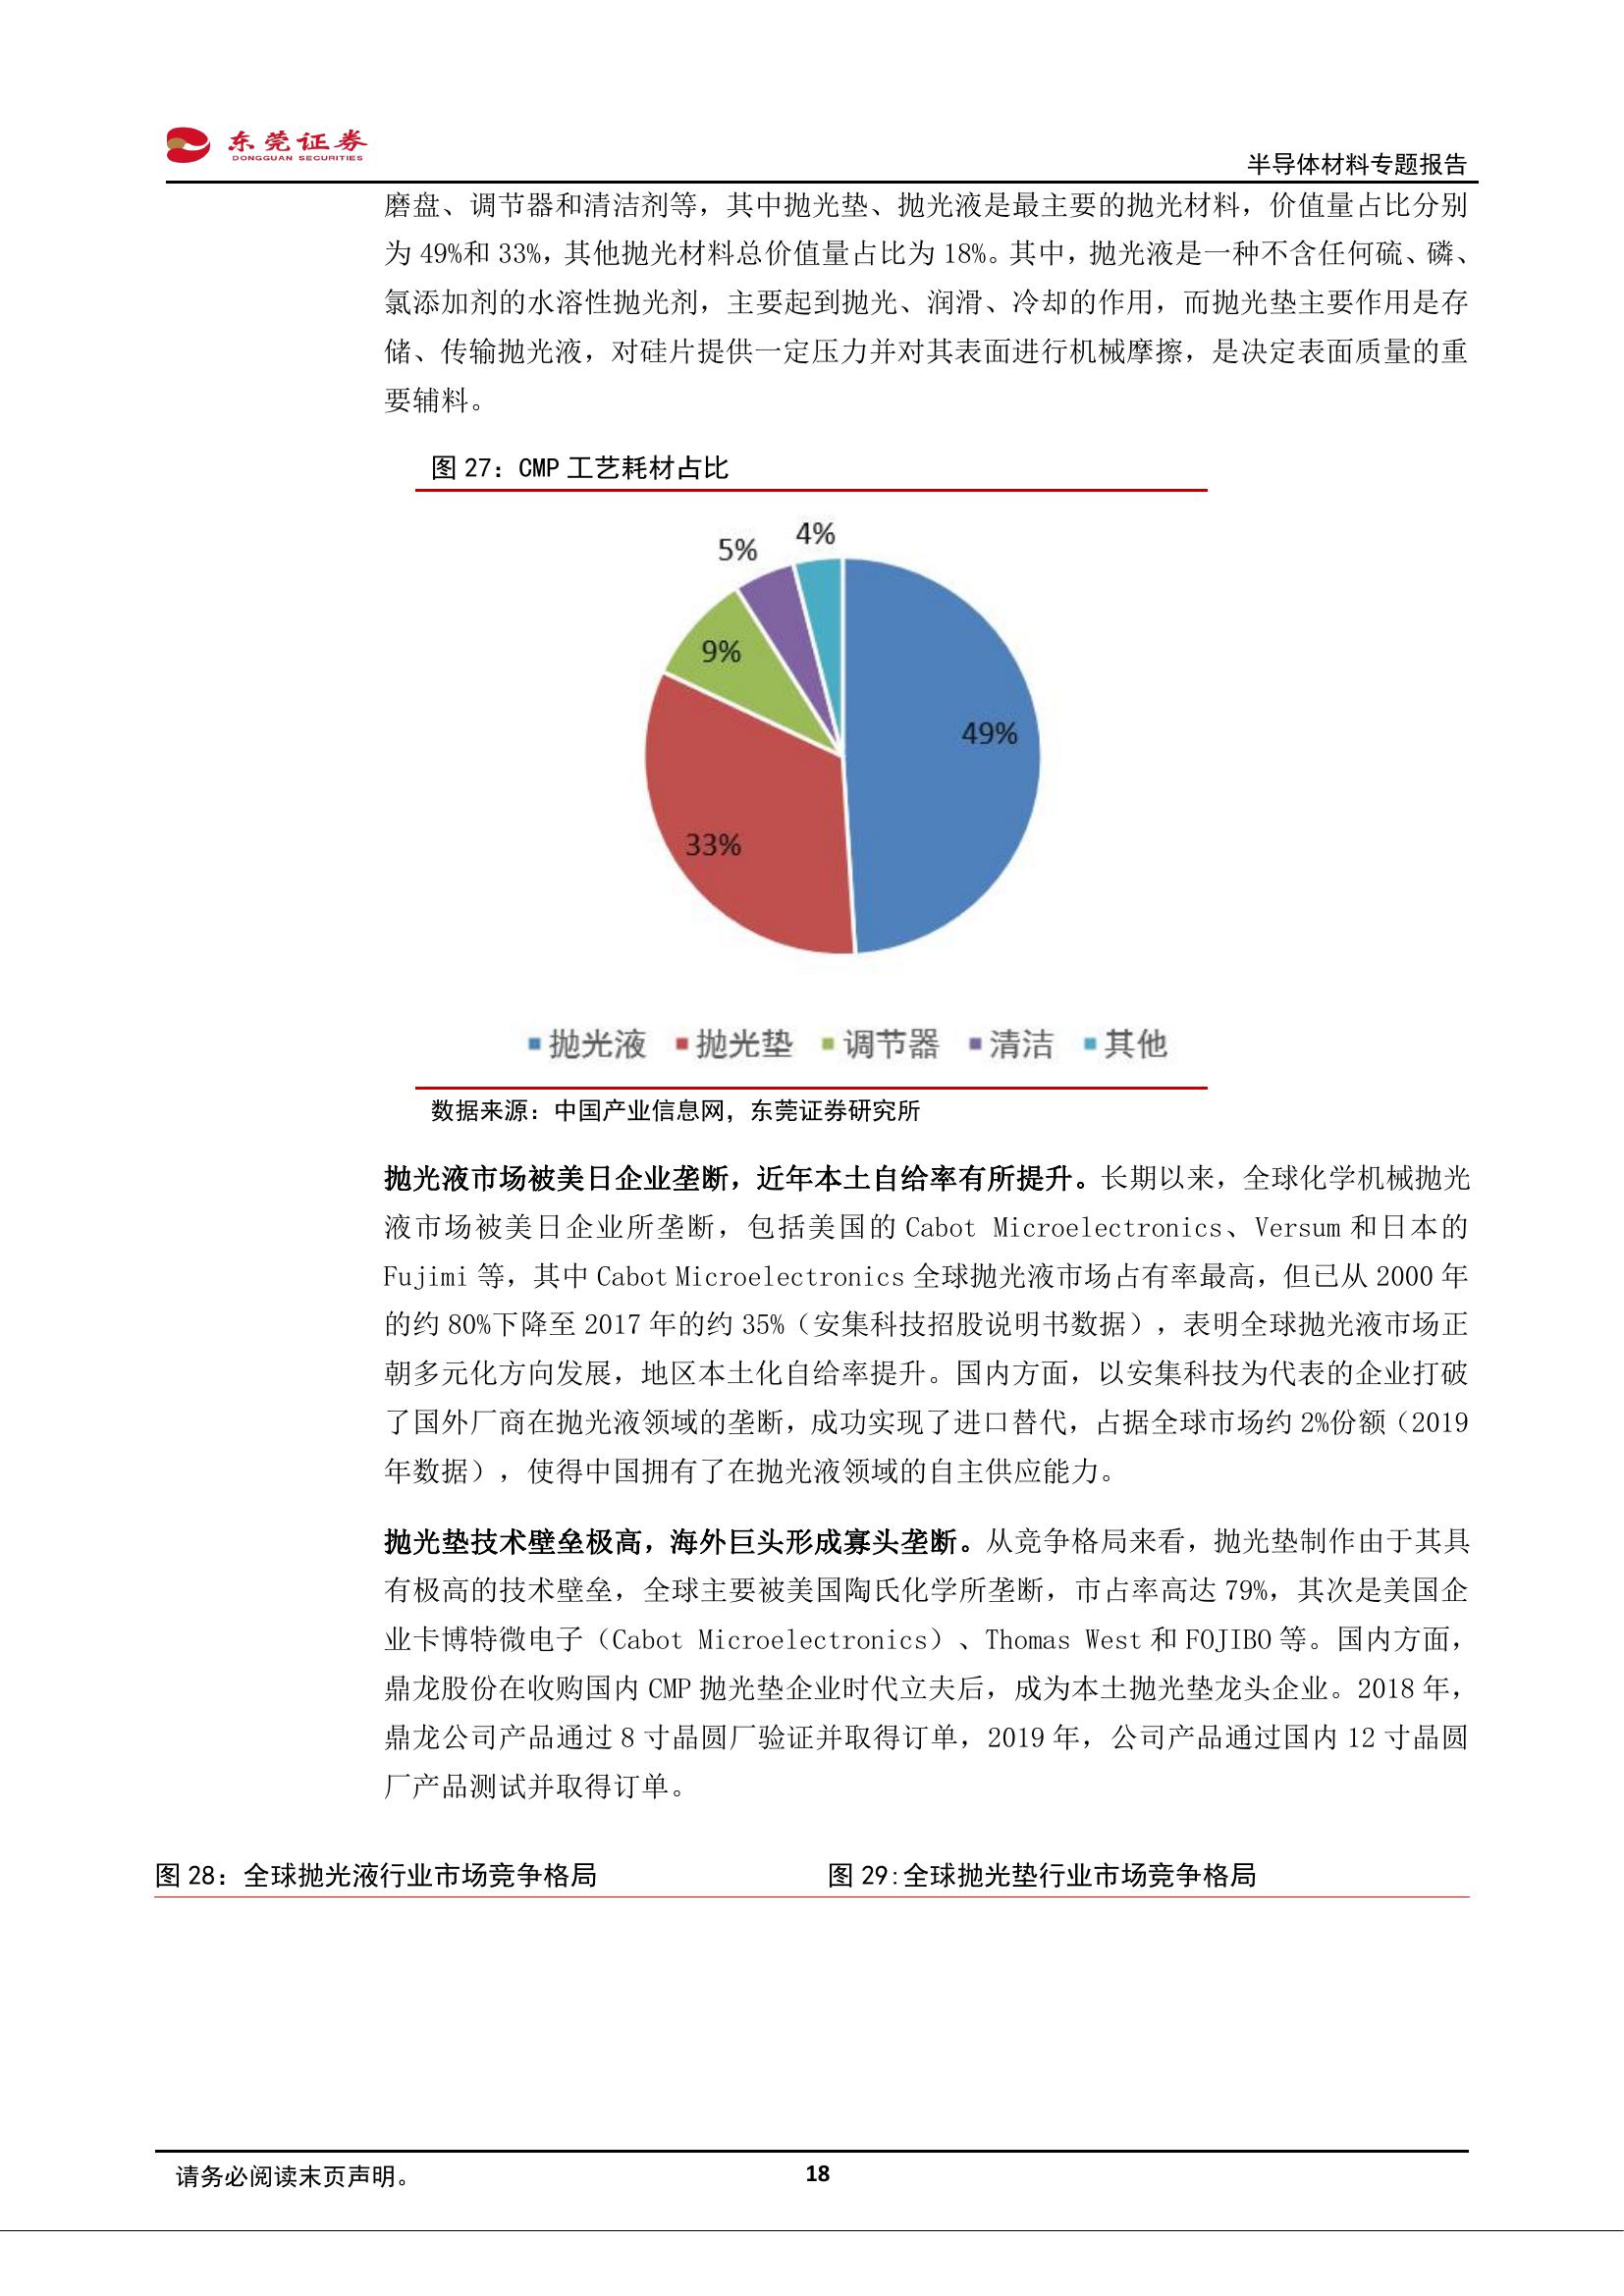 东莞证券
DONGGUAN SECURITIES
半导体材料专题报告
磨盘、调节器和清洁剂等，其中抛光垫、抛光液是最主要的抛光材料，价值量占比分别
为 49%和 33%，其他抛光材料总价值量占比为 18%。其中，抛光液是一种不含任何硫、磷、
氯添加剂的水溶性抛光剂，主要起到抛光、润滑、冷却的作用，而抛光垫主要作用是存
储、传输抛光液，对硅片提供一定压力并对其表面进行机械摩擦，是决定表面质量的重
要辅料。
图 27：CMP 工艺耗材占比
4%
5%
9%
49%
33%
抛光液 抛光垫 调节器 清洁 其他
数据来源：中国产业信息网，东莞证券研究所
抛光液市场被美日企业垄断，近年本土自给率有所提升。长期以来，全球化学机械抛光
液市场被美日企业所垄断，包括美国的 Cabot Microelectronics、Versum 和日本的
Fujimi 等，其中 Cabot Microelectronics 全球抛光液市场占有率最高，但已从 2000 年
的约 80%下降至 2017 年的约 35%（安集科技招股说明书数据），表明全球抛光液市场正
朝多元化方向发展，地区本土化自给率提升。国内方面，以安集科技为代表的企业打破
了国外厂商在抛光液领域的垄断，成功实现了进口替代，占据全球市场约 2%份额（2019
年数据），使得中国拥有了在抛光液领域的自主供应能力。
抛光垫技术壁垒极高，海外巨头形成寡头垄断。从竞争格局来看，抛光垫制作由于其具
有极高的技术壁垒，全球主要被美国陶氏化学所垄断，市占率高达 79%，其次是美国企
业卡博特微电子（Cabot Microelectronics）、Thomas West 和 FOJIBO 等。国内方面，
鼎龙股份在收购国内 CMP 抛光垫企业时代立夫后，成为本土抛光垫龙头企业。2018 年，
鼎龙公司产品通过 8 寸晶圆厂验证并取得订单，2019 年，公司产品通过国内 12 寸晶圆
厂产品测试并取得订单。
图 28：全球抛光液行业市场竞争格局
图 29:全球抛光垫行业市场竞争格局
请务必阅读末页声明。
18